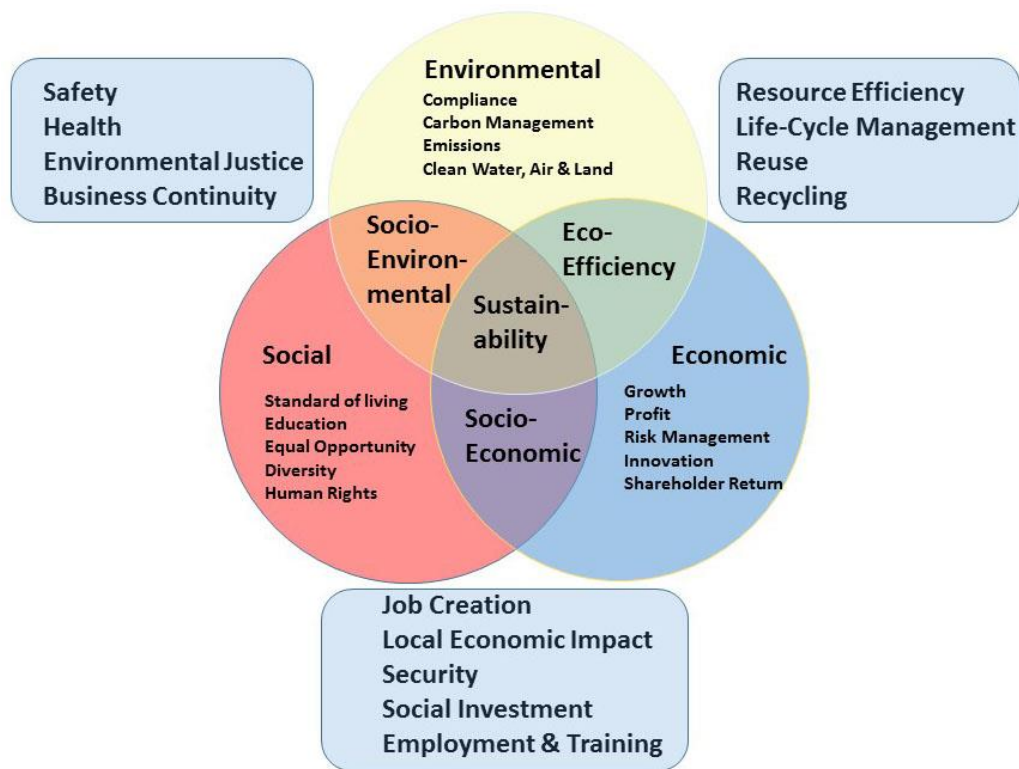 Environmental
Compliance
Carbon Management
Emissions
Clean Water, Air & Land
Safety
Health
Environmental Justice
Business Continuity
Resource Efficiency
Life-Cycle Management
Reuse
Recycling
Socio-
Environ-
mental
Eco-
Efficiency
Sustain-
ability
Social
Standard of living
Education
Equal Opportunity
Diversity
Human Rights
Socio-
Economic
Economic
Growth
Profit
Risk Management
Innovation
Shareholder Return
Job Creation
Local Economic Impact
Security
Social Investment
Employment & Training